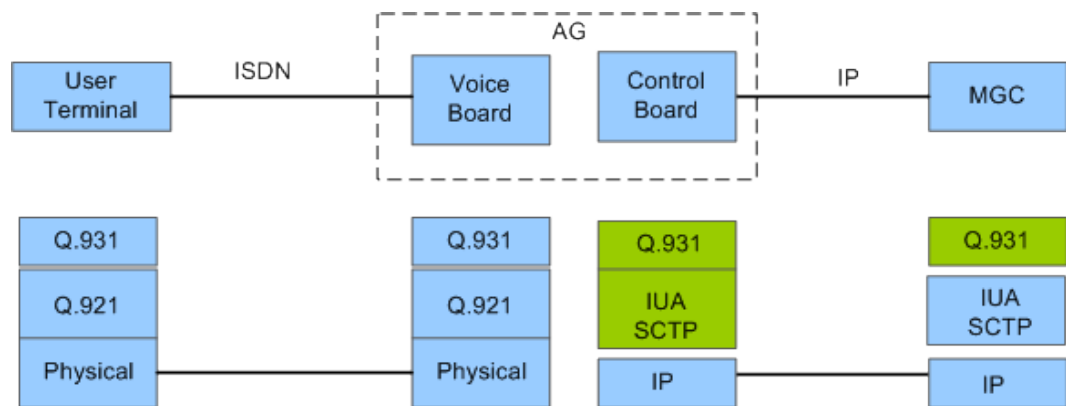 AG
User
Terminal
ISDN
Voice
Board
Control
Board
IP
MGC
Q.931
Q.931
Q.931
Q.931
Q.921
Q.921
IUA
SCTP
IUA
SCTP
Physical
Physical
IP
IP